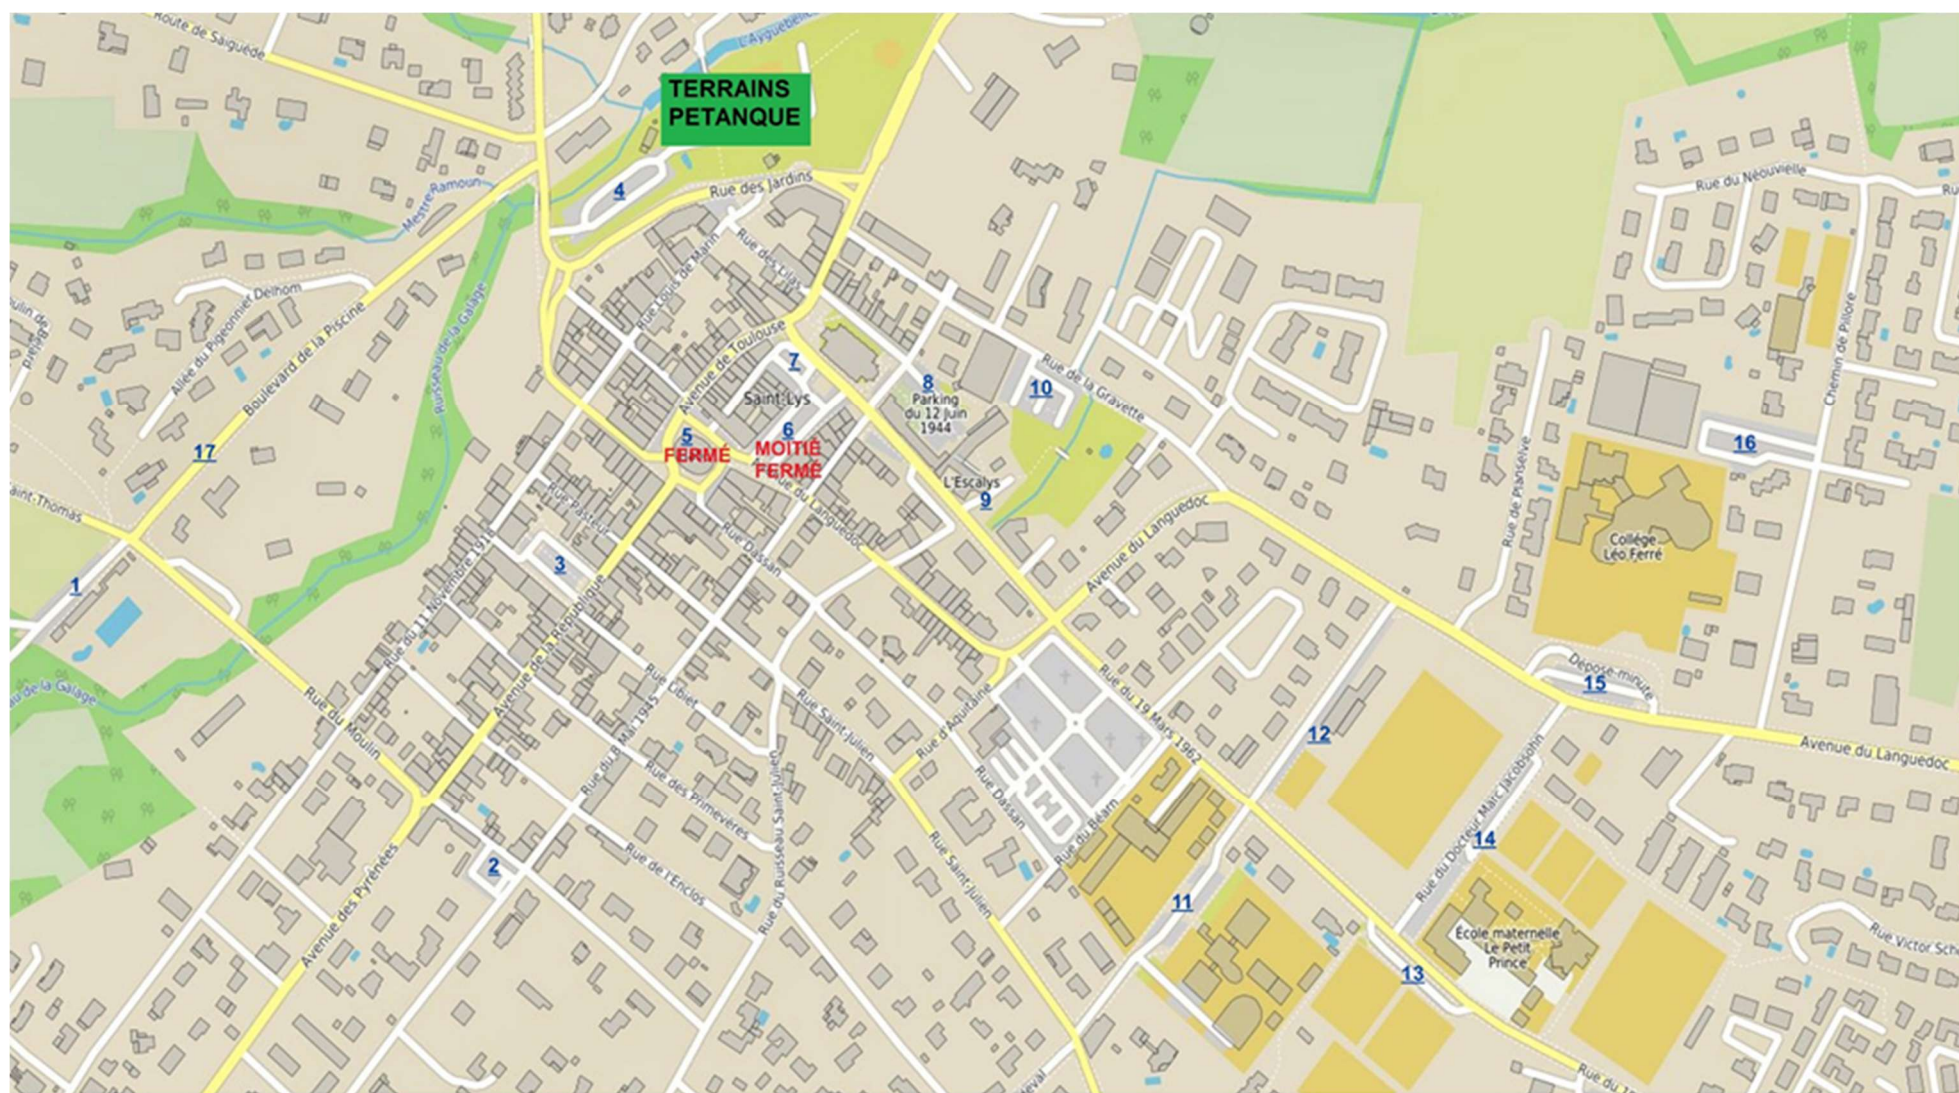 Route de Saiguède
L'Ayguebelle
TERRAINS
PETANQUE
Mestre Ramoun
4
Rue des Jardins
Rue du Néouvielle
Rue Louis de Marin
Rue des Lilas
Allée du Pigeonnier Delhom
Boulevard de la Piscine
Ruisseau de la Galage
Avenue de Toulouse
7
Saint-Lys
8
Parking
du 12 Juin
1944
10
Rue de la Gravette
Chemin de Pillore
17
5
FERMÉ
6
MOITIÉ
FERMÉ
16
L'Escalys
9
Rue de Planselve
Rue Pasteur
Rue du Languedoc
Rue Dassan
Avenue du Languedoc
Collège
Léo Ferré
1
3
Rue du 11 Novembre 1918
Avenue de la République
Rue du Moulin
Rue Libiet
Rue du 8 Mai 1945
Rue Saint-Julien
Rue d'Aquitaine
Rue du 19 Mars 1962
Dépose-minute
15
12
Avenue du Languedoc
Rue des Primevères
Rue du Ruisseau Saint-Julien
Rue Dassan
Rue du Béarn
Rue du Docteur Marc Jacobsohn
14
2
Rue de l'Enclos
Rue Saint-Julien
Avenue des Pyrénées
11
École maternelle
Le Petit
Prince
13